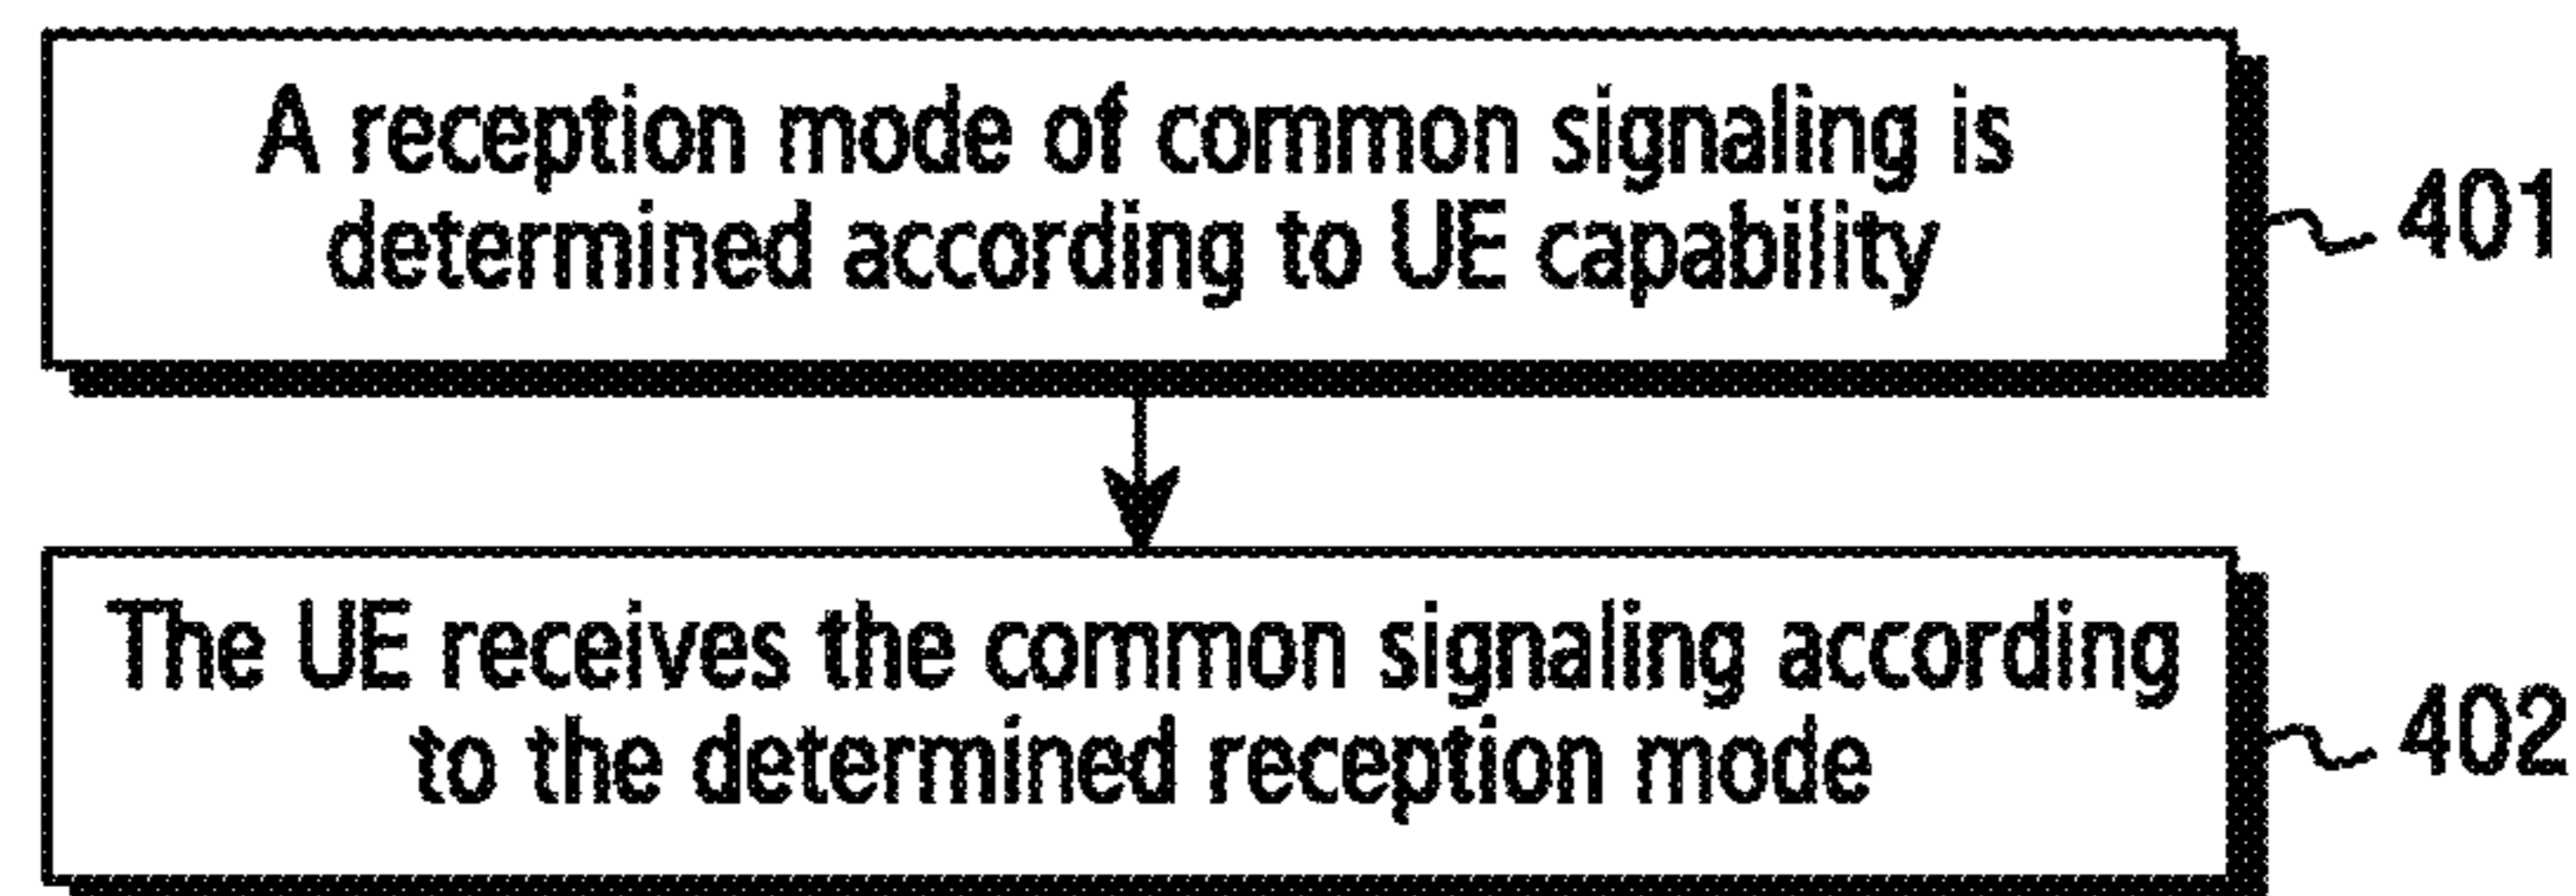 A reception mode of common signaling is
determined according to UE capability
401
The UE receives the common signaling according
to the determined reception mode
402